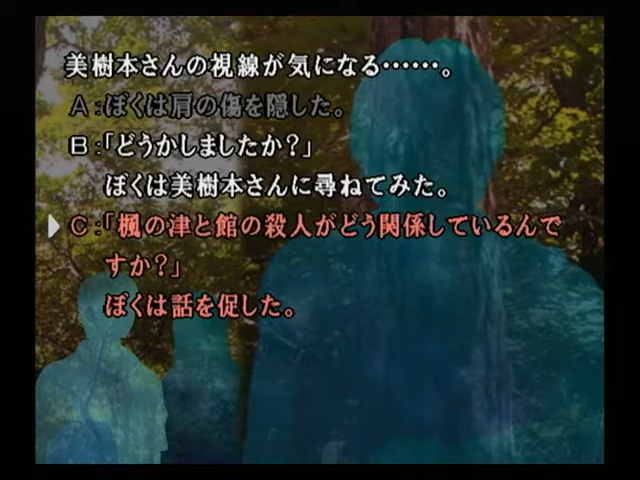 美樹本さんの視線が気になる……。
A:ぼくは肩の傷を隠した。
B:「どうかしましたか?」
ぼくは美樹本さんに尋ねてみた。
C:「楓の津と館の殺人がどう関係しているんで
すか?」
ぼくは話を促した。